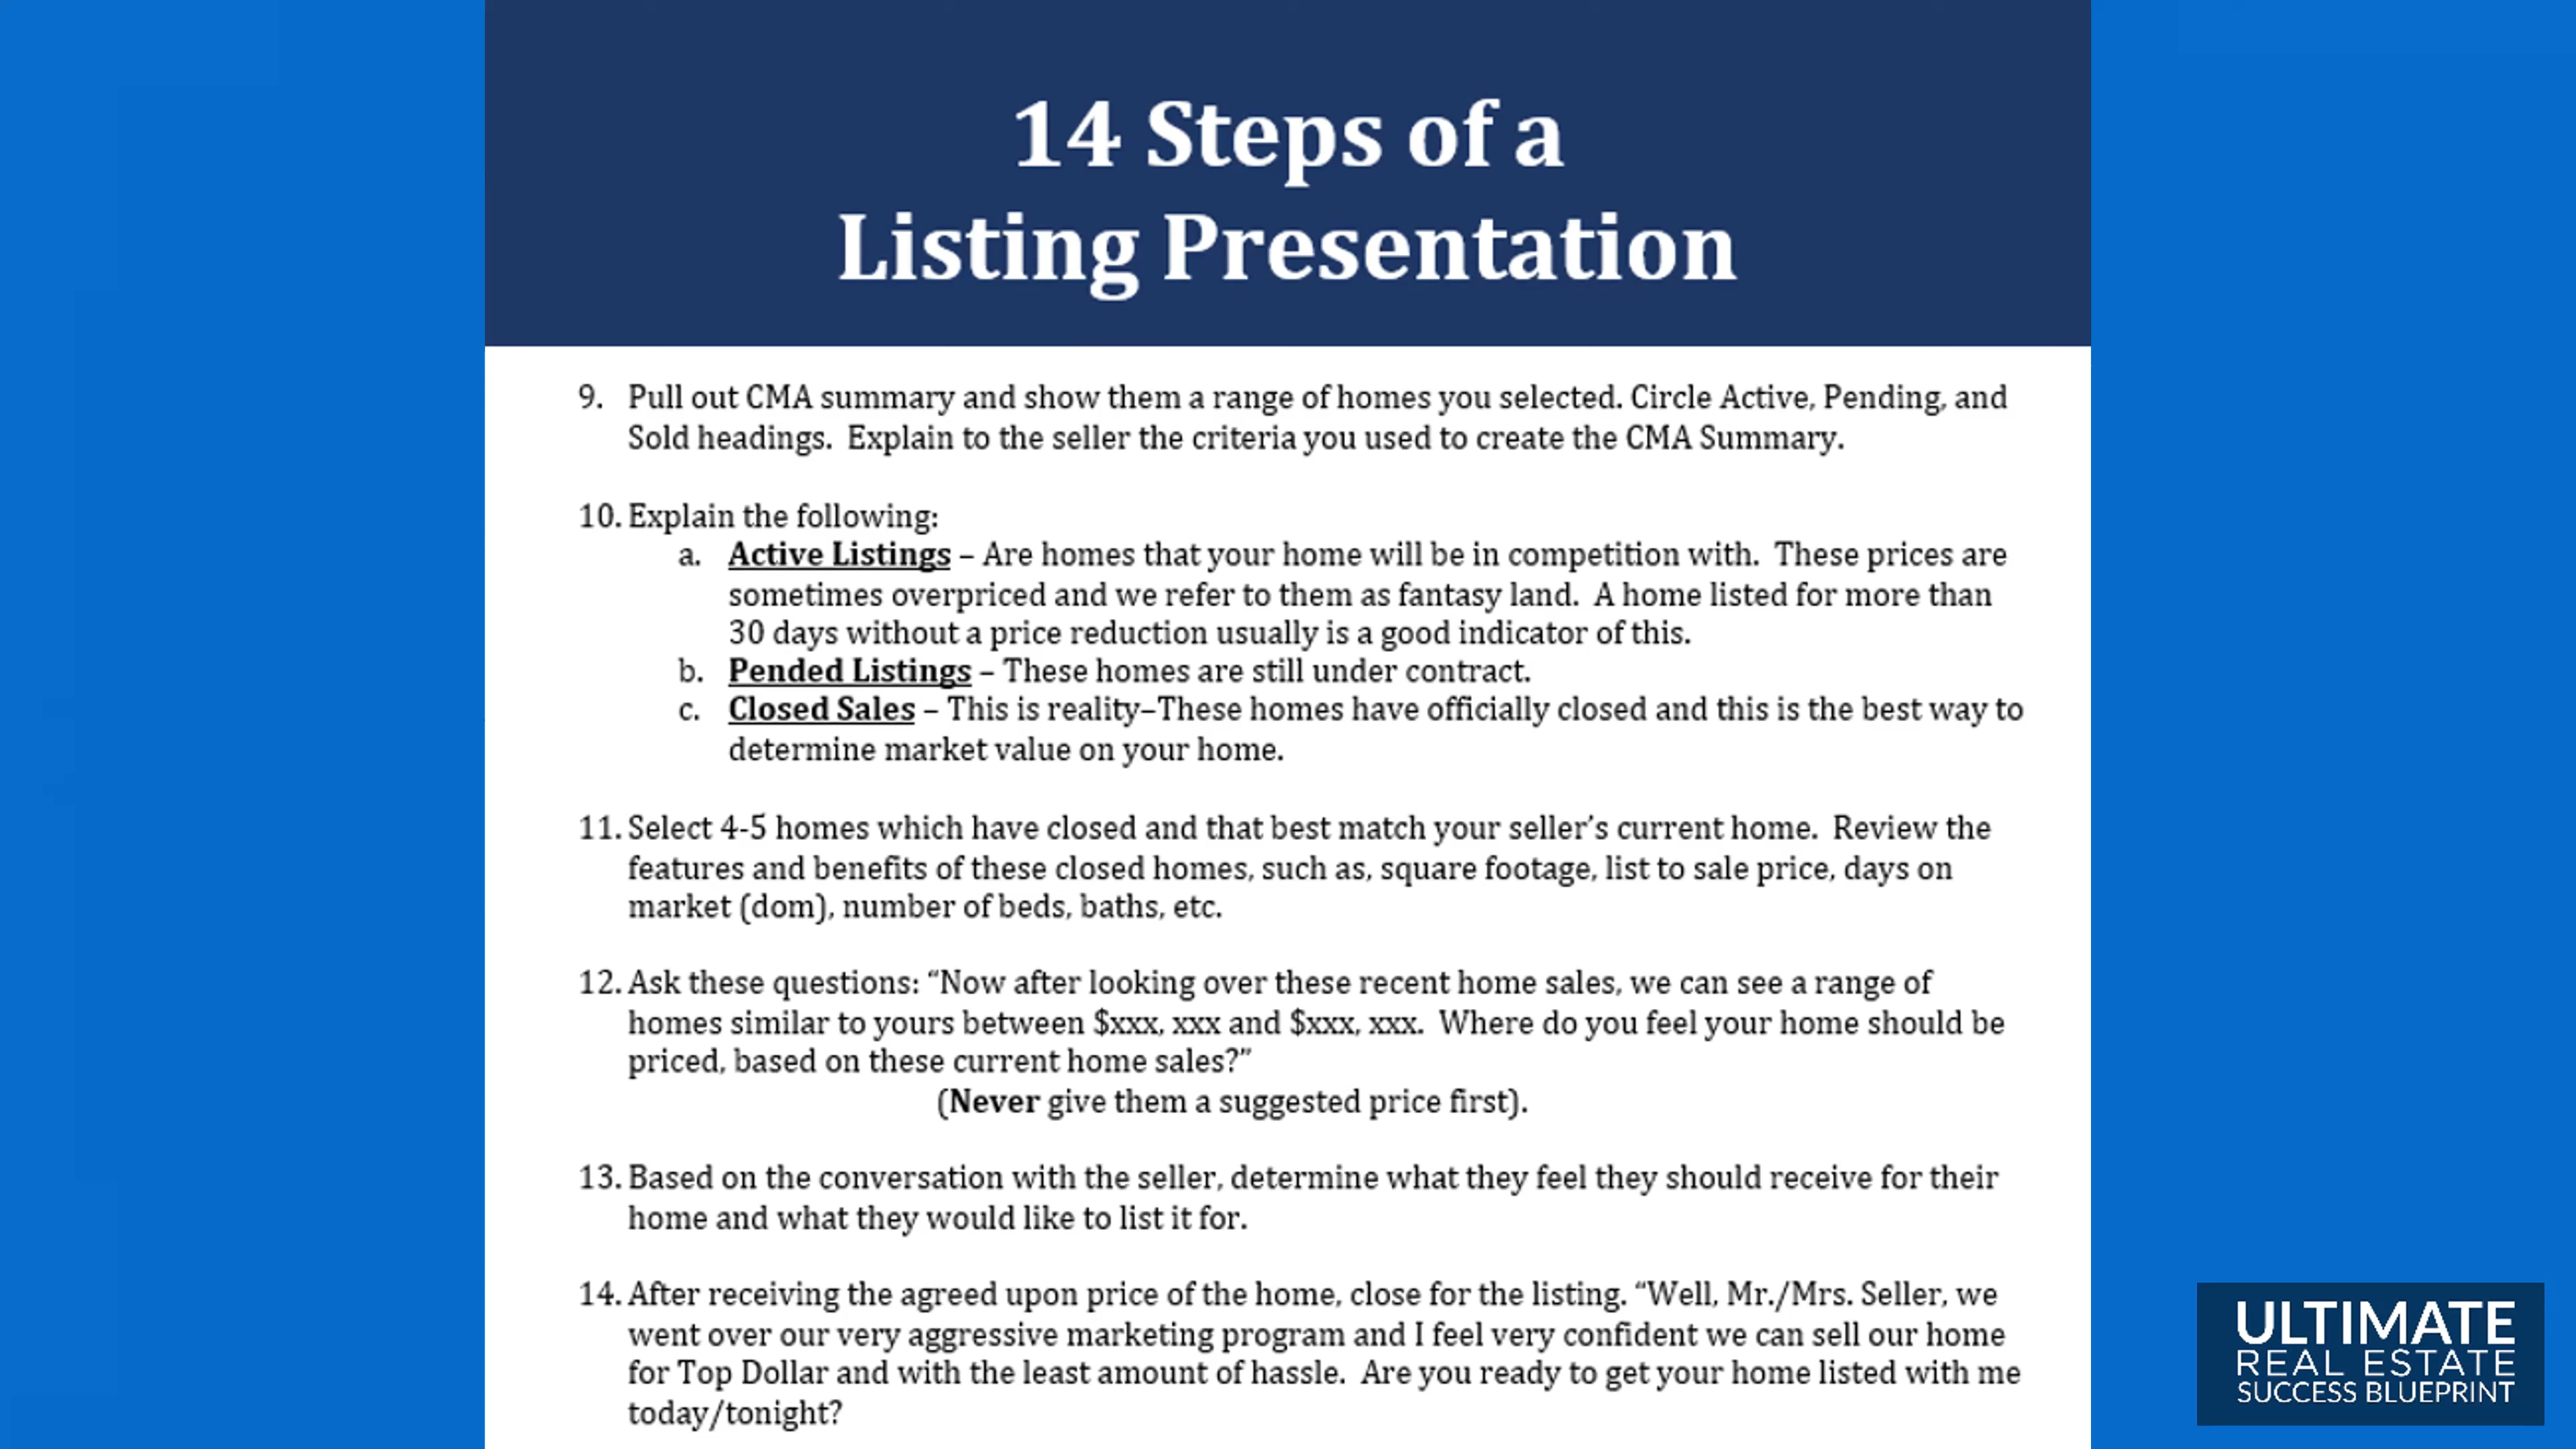 14 Steps of a
Listing Presentation
9. Pull out CMA summary and show them a range of homes you selected. Circle Active, Pending, and
Sold headings. Explain to the seller the criteria you used to create the CMA Summary.
10. Explain the following:
a. Active Listings – Are homes that your home will be in competition with. These prices are
sometimes overpriced and we refer to them as fantasy land. A home listed for more than
30 days without a price reduction usually is a good indicator of this.
b. Pended Listings – These homes are still under contract.
c. Closed Sales – This is reality–These homes have officially closed and this is the best way to
determine market value on your home.
11. Select 4-5 homes which have closed and that best match your seller’s current home. Review the
features and benefits of these closed homes, such as, square footage, list to sale price, days on
market (dom), number of beds, baths, etc.
12. Ask these questions: “Now after looking over these recent home sales, we can see a range of
homes similar to yours between $xxx, xxx and $xxx, xxx. Where do you feel your home should be
priced, based on these current home sales?”
(Never give them a suggested price first).
13. Based on the conversation with the seller, determine what they feel they should receive for their
home and what they would like to list it for.
14. After receiving the agreed upon price of the home, close for the listing. “Well, Mr./Mrs. Seller, we
went over our very aggressive marketing program and I feel very confident we can sell our home
for Top Dollar and with the least amount of hassle. Are you ready to get your home listed with me
today/tonight?
ULTIMATE
REAL ESTATE
SUCCESS BLUEPRINT